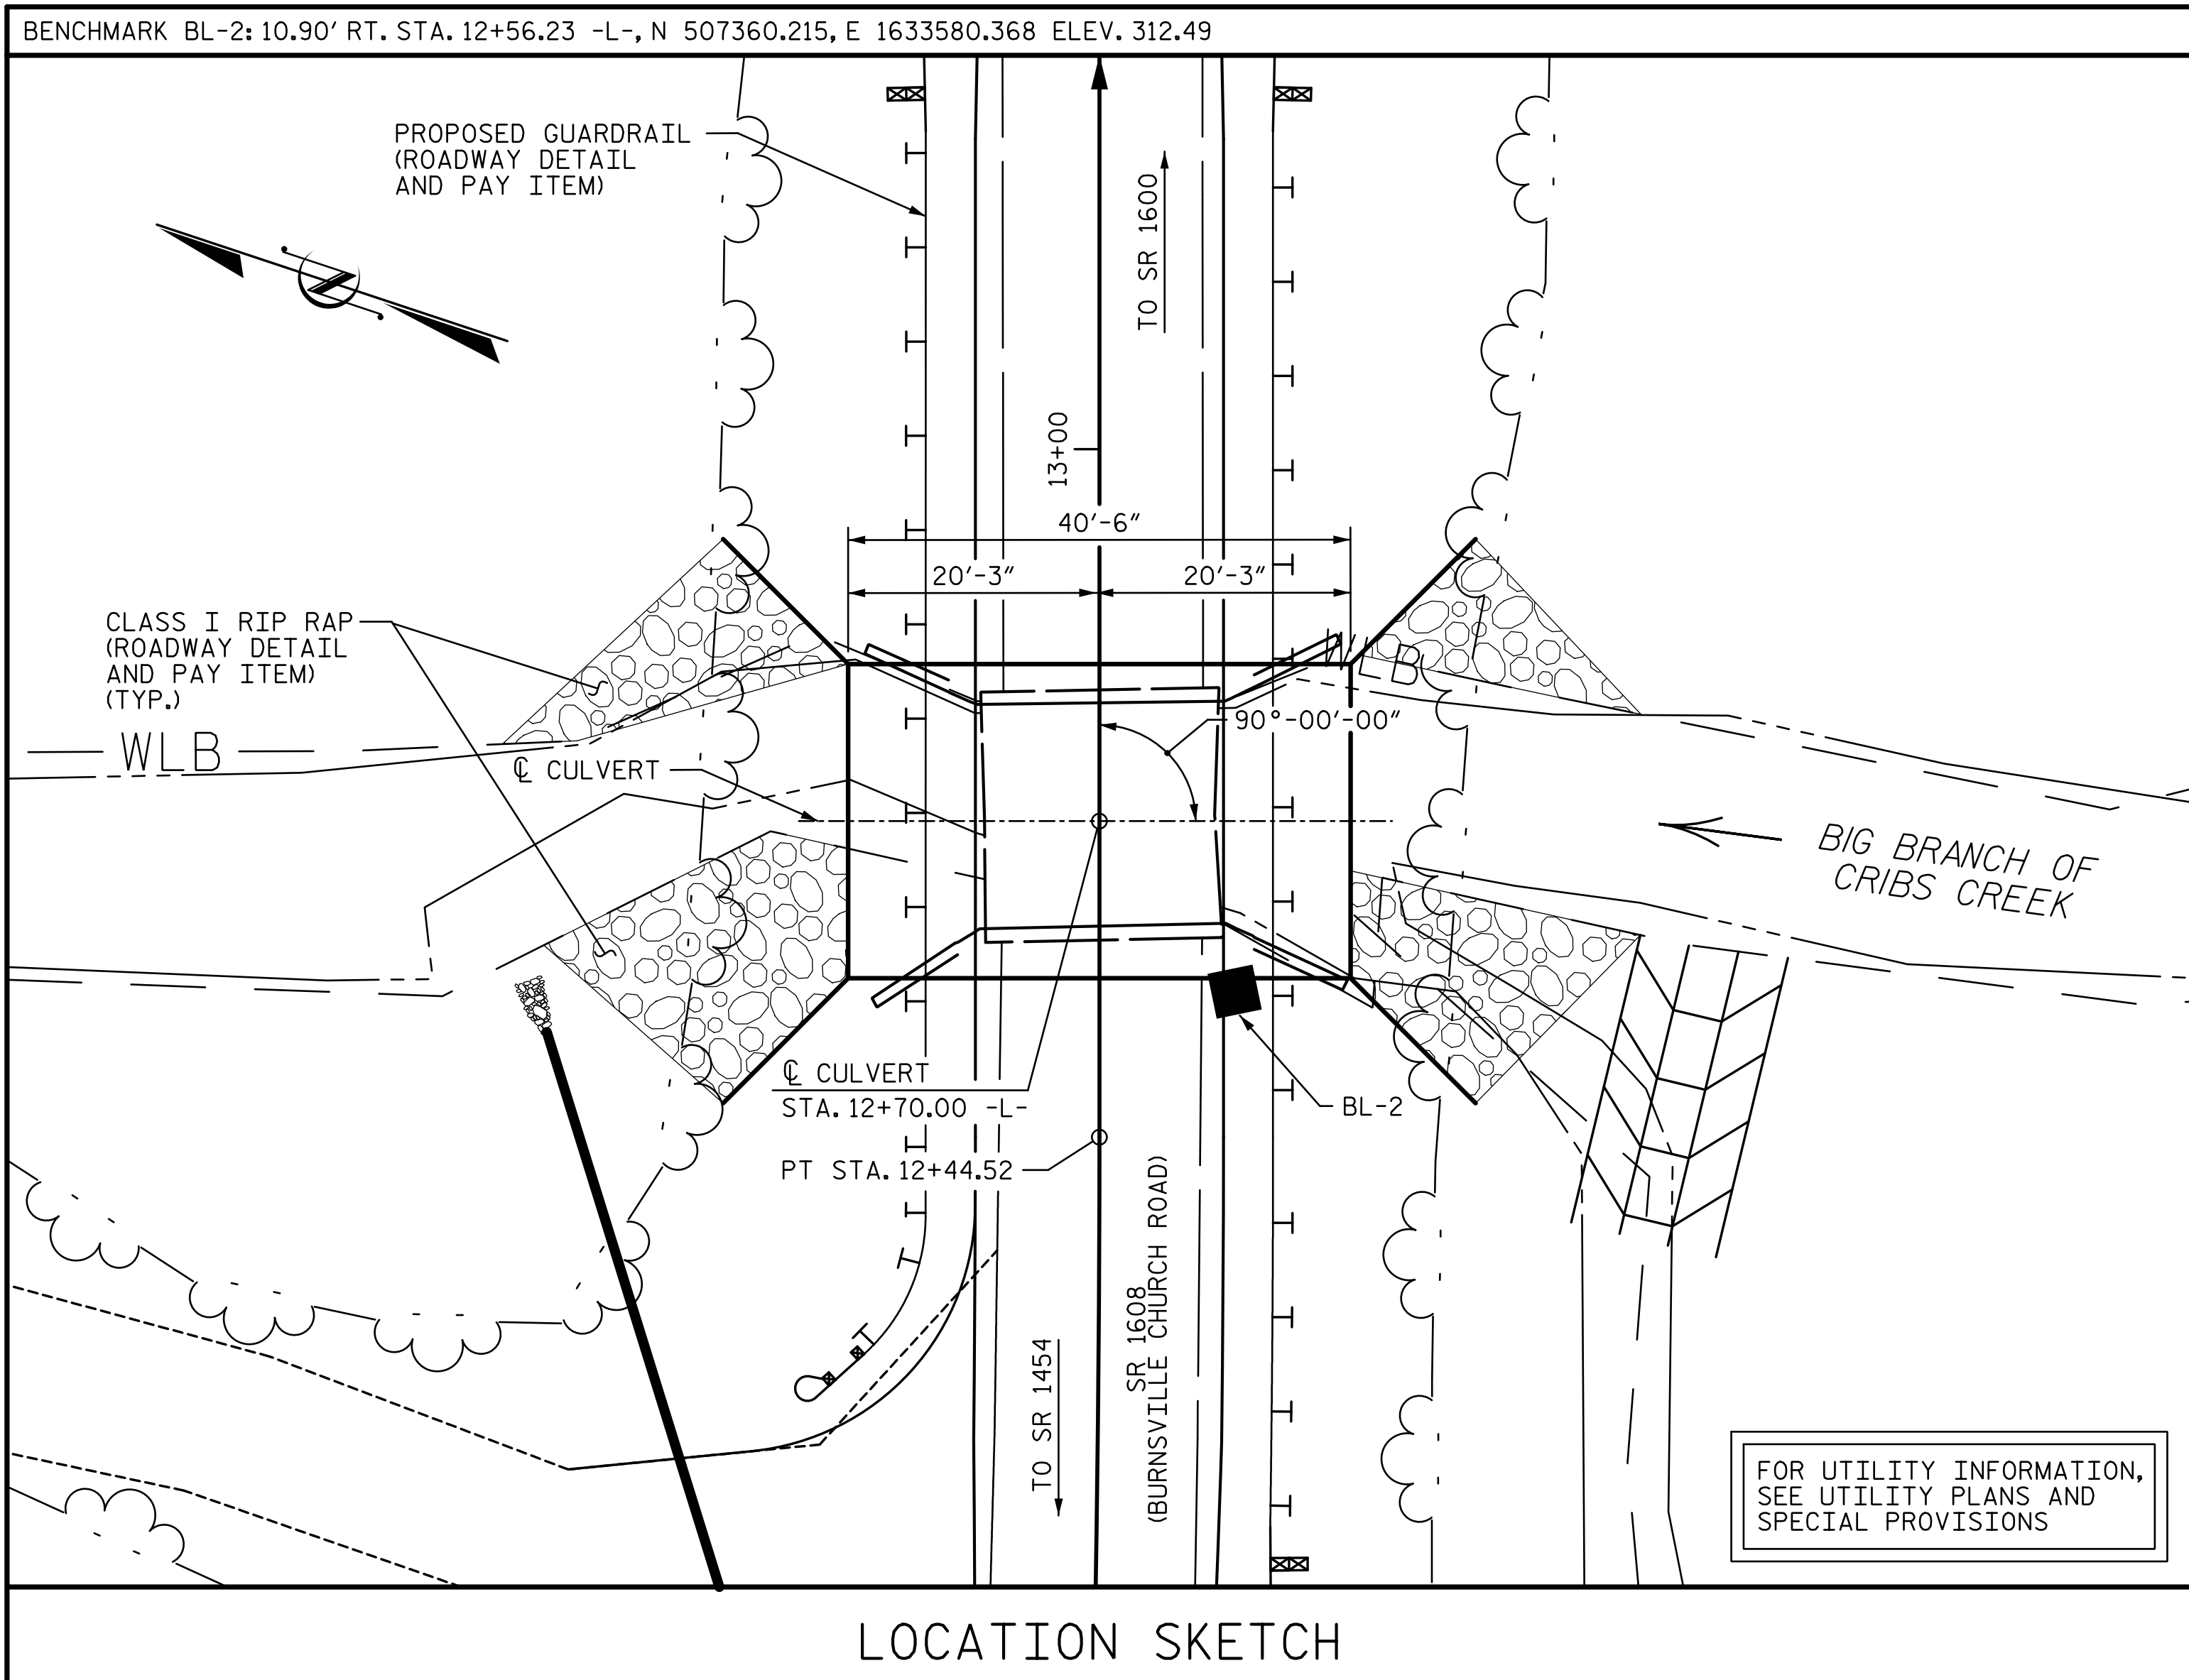 BENCHMARK BL-2: 10.90' RT. STA. 12+56.23 -L-, N 507360.215, E 1633580.368 ELEV. 312.49
PROPOSED GUARDRAIL
(ROADWAY DETAIL
AND PAY ITEM)
TO SR 1600
13+00
40'-6"
20'-3"
20'-3"
CLASS I RIP RAP
(ROADWAY DETAIL
AND PAY ITEM)
(TYP.)
WLB
WLB
90°-00'-00"
℄ CULVERT
BIG BRANCH OF
CRIBS CREEK
℄ CULVERT
STA. 12+70.00 -L-
BL-2
PT STA. 12+44.52
TO SR 1454
SR 1608
(BURNSVILLE CHURCH ROAD)
FOR UTILITY INFORMATION,
SEE UTILITY PLANS AND
SPECIAL PROVISIONS
LOCATION SKETCH